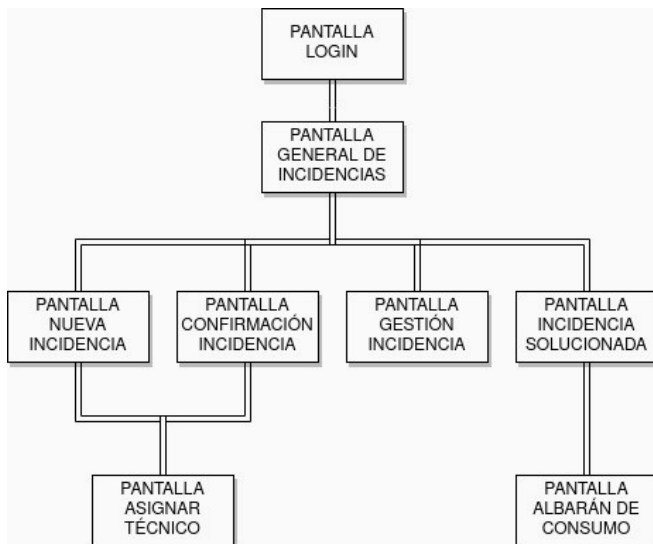 PANTALLA
LOGIN
PANTALLA
GENERAL DE
INCIDENCIAS
PANTALLA
NUEVA
INCIDENCIA
PANTALLA
CONFIRMACIÓN
INCIDENCIA
PANTALLA
GESTIÓN
INCIDENCIA
PANTALLA
INCIDENCIA
SOLUCIONADA
PANTALLA
ASIGNAR
TÉCNICO
PANTALLA
ALBARÁN DE
CONSUMO